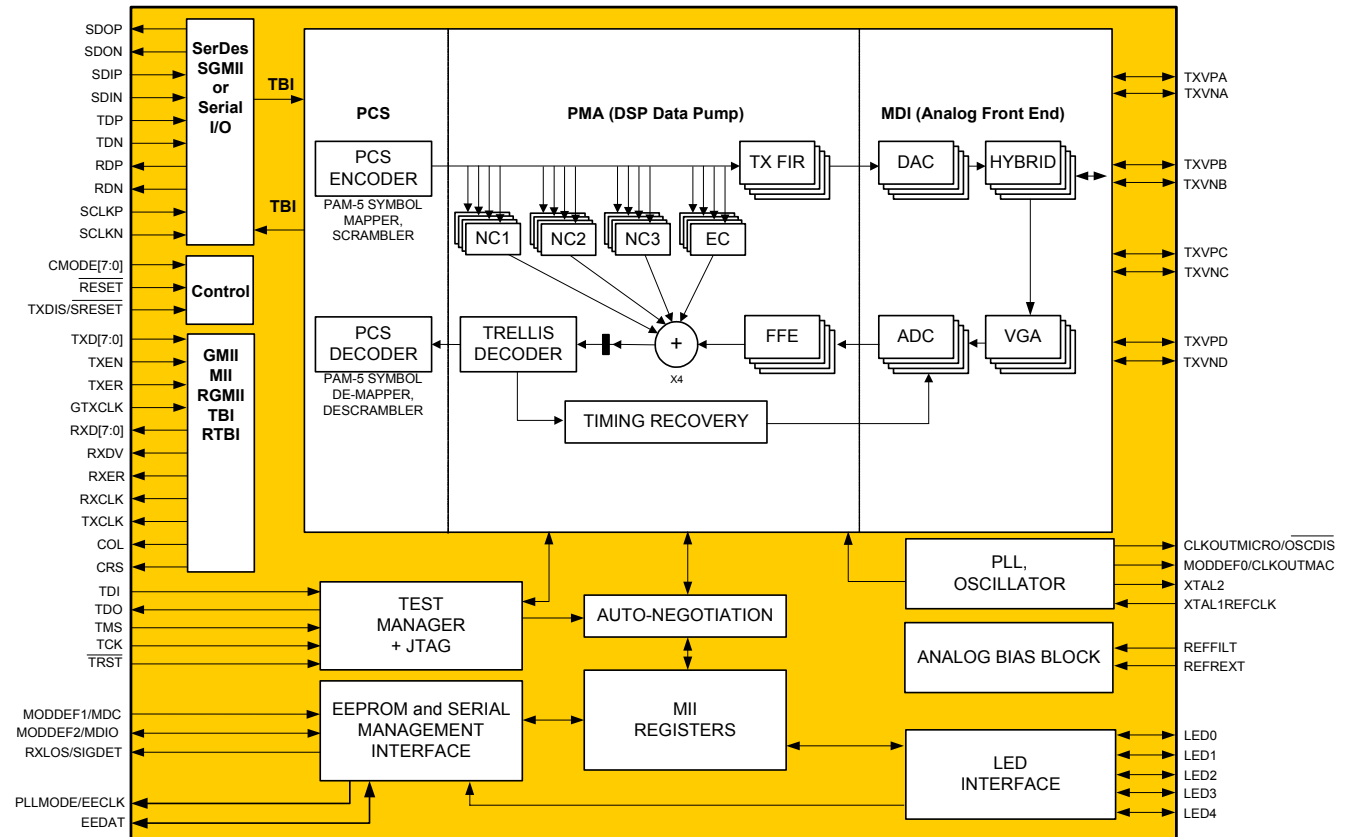 SDOP
SDON
SDIP
SDIN
TDP
TDN
RDP
RDN
SCLKP
SCLKN
SerDes
SGMII
or
Serial
I/O
TBI
TBI
CMODE[7:0]
RESET
TXDIS/SRESET
Control
TXD[7:0]
TXEN
TXER
GTXCLK
RXD[7:0]
RXDV
RXER
RXCLK
TXCLK
COL
CRS
GMII
MII
RGMII
TBI
RTBI
PCS
PCS
ENCODER
PAM-5 SYMBOL
MAPPER,
SCRAMBLER
PCS
DECODER
PAM-5 SYMBOL
DE-MAPPER,
DESCRAMBLER
PMA (DSP Data Pump)
TX FIR
NC1
NC2
NC3
EC
TRELLIS
DECODER
+
X4
FFE
TIMING RECOVERY
MDI (Analog Front End)
DAC
HYBRID
ADC
VGA
TXVPA
TXVNA
TXVPB
TXVNB
TXVPC
TXVNC
TXVPD
TXVND
TDI
TDO
TMS
TCK
TRST
TEST
MANAGER
+ JTAG
AUTO-NEGOTIATION
PLL,
OSCILLATOR
CLKOUTMICRO/OSCDIS
MODDEF0/CLKOUTMAC
XTAL2
XTAL1REFCLK
ANALOG BIAS BLOCK
REFFILT
REFREXT
MODDEF1/MDC
MODDEF2/MDIO
RXLOS/SIGDET
PLLMODE/EECLK
EEDAT
EEPROM and SERIAL
MANAGEMENT
INTERFACE
MII
REGISTERS
LED
INTERFACE
LED0
LED1
LED2
LED3
LED4